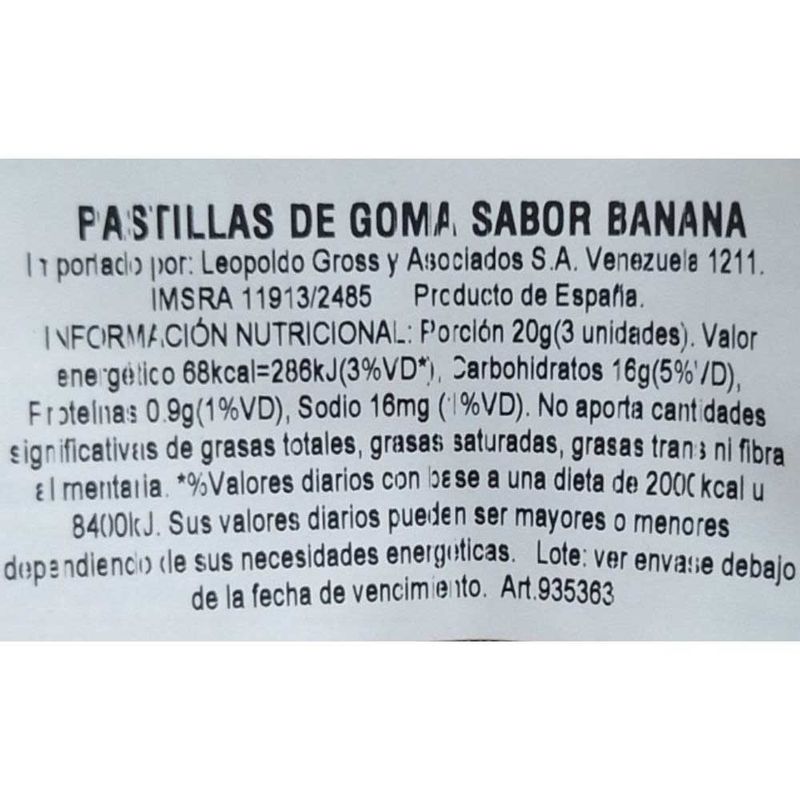 PASTILLAS DE GOMA SABOR BANANA
Importado por: Leopoldo Gross y Asociados S.A. Venezuela 1211.
IMSRA 11913/2485 Producto de España.
INFORMACIÓN NUTRICIONAL: Porción 20g(3 unidades). Valor
energético 68kcal=286kJ(3%VD*), Carbohidratos 16g(5%VD),
Proteínas 0.9g(1%VD), Sodio 16mg (1%VD). No aporta cantidades
significativas de grasas totales, grasas saturadas, grasas trans ni fibra
alimentaria. *%Valores diarios con base a una dieta de 2000kcal u
8400kJ. Sus valores diarios pueden ser mayores o menores
dependiendo de sus necesidades energéticas. Lote: ver envase debajo
de la fecha de vencimiento. Art.935363